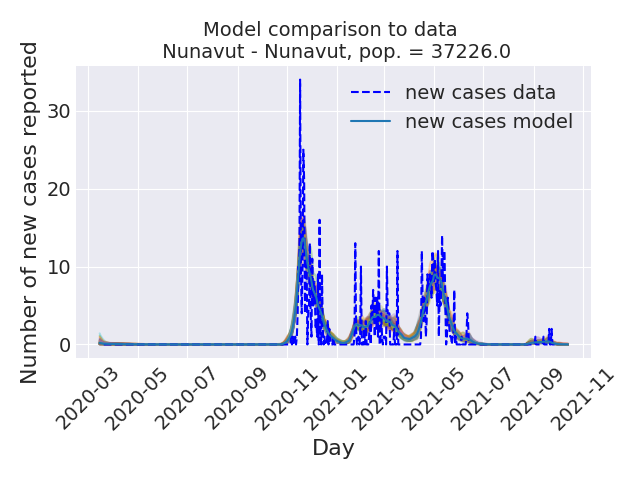 Model comparison to data
Nunavut - Nunavut, pop. = 37226.0
Number of new cases reported
30
20
10
0
new cases data
new cases model
2020-03
2020-05
2020-07
2020-09
2020-11
2021-01
2021-03
2021-05
2021-07
2021-09
2021-11
Day